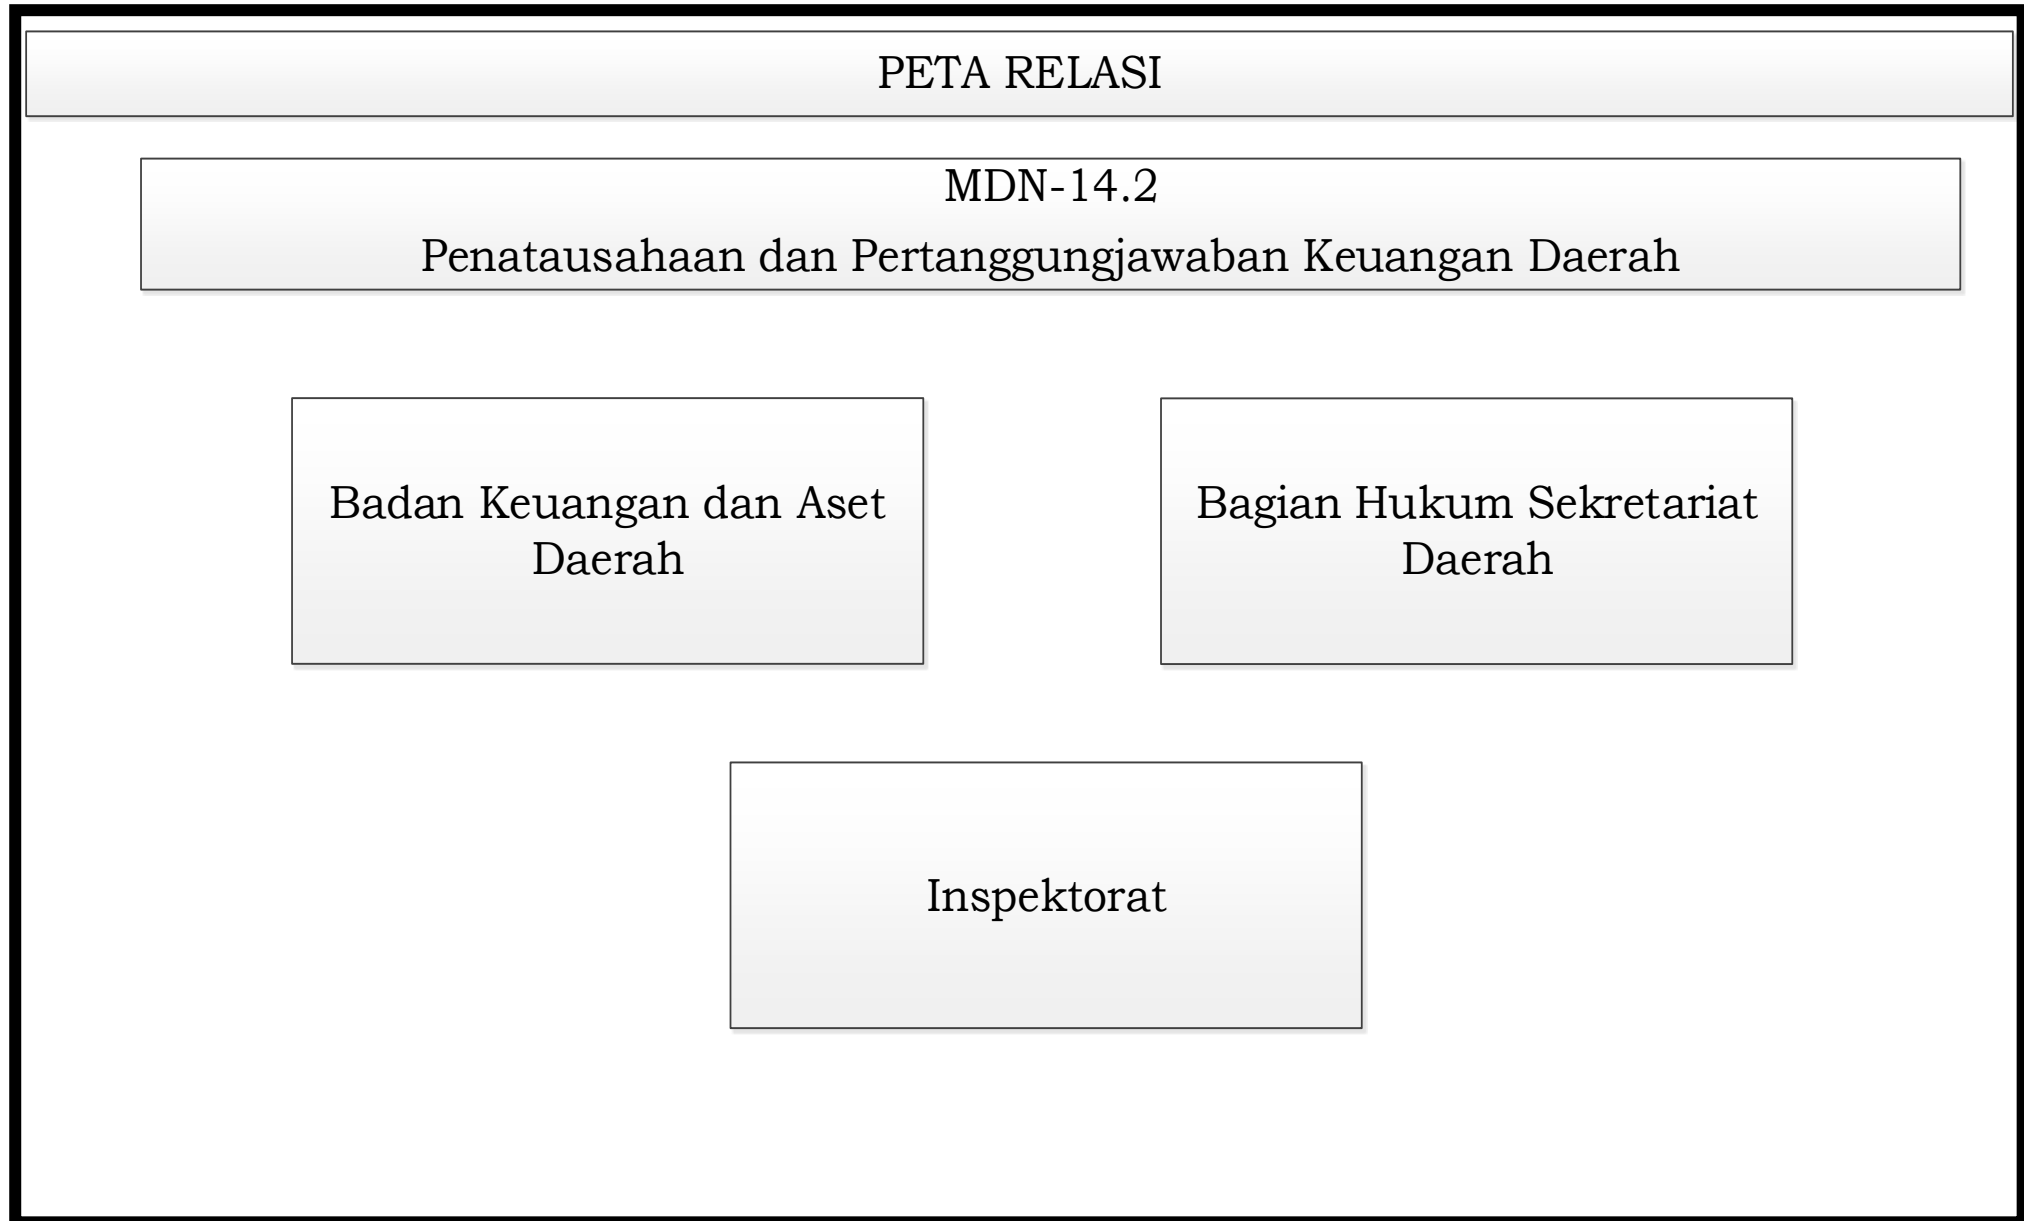 PETA RELASI
MDN-14.2
Penatausahaan dan Pertanggungjawaban Keuangan Daerah
Badan Keuangan dan Aset
Daerah
Bagian Hukum Sekretariat
Daerah
Inspektorat